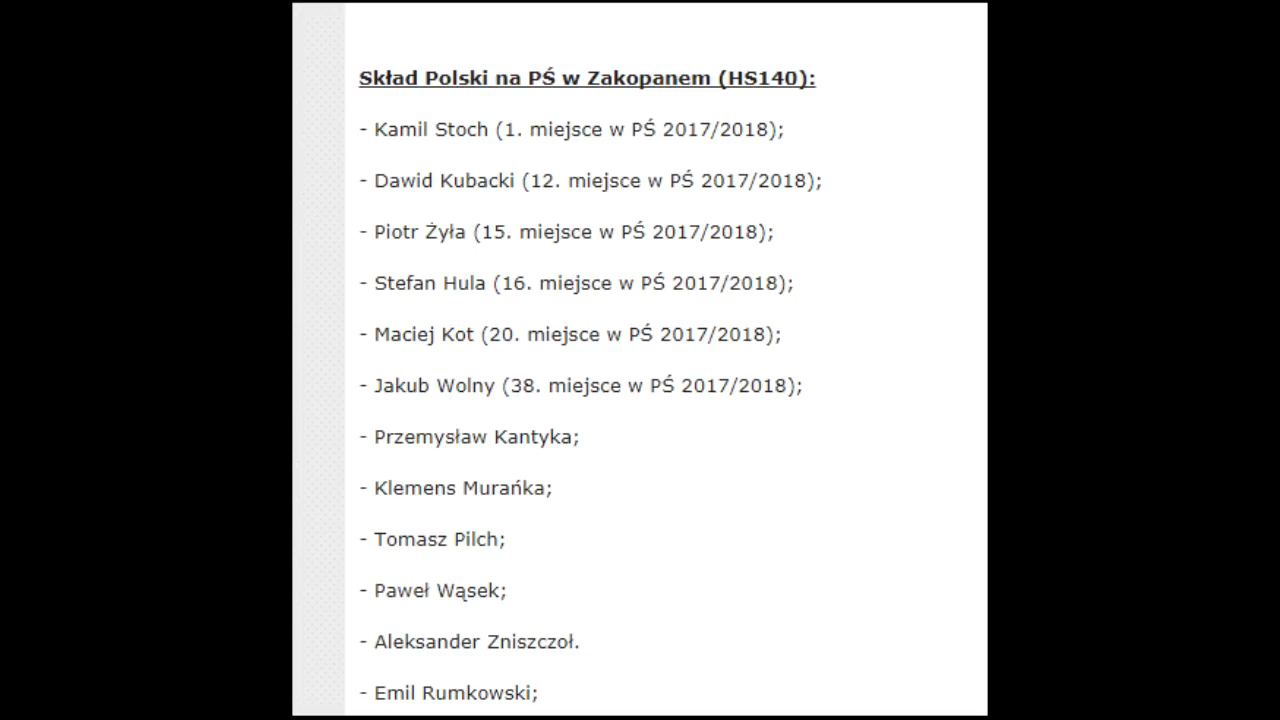 Skład Polski na PŚ w Zakopanem (HS140):
- Kamil Stoch (1. miejsce w PŚ 2017/2018);
- Dawid Kubacki (12. miejsce w PŚ 2017/2018);
- Piotr Żyła (15. miejsce w PŚ 2017/2018);
- Stefan Hula (16. miejsce w PŚ 2017/2018);
- Maciej Kot (20. miejsce w PŚ 2017/2018);
- Jakub Wolny (38. miejsce w PŚ 2017/2018);
- Przemysław Kantyka;
- Klemens Murańka;
- Tomasz Pilch;
- Paweł Wąsek;
- Aleksander Zniszczoł.
- Emil Rumkowski;